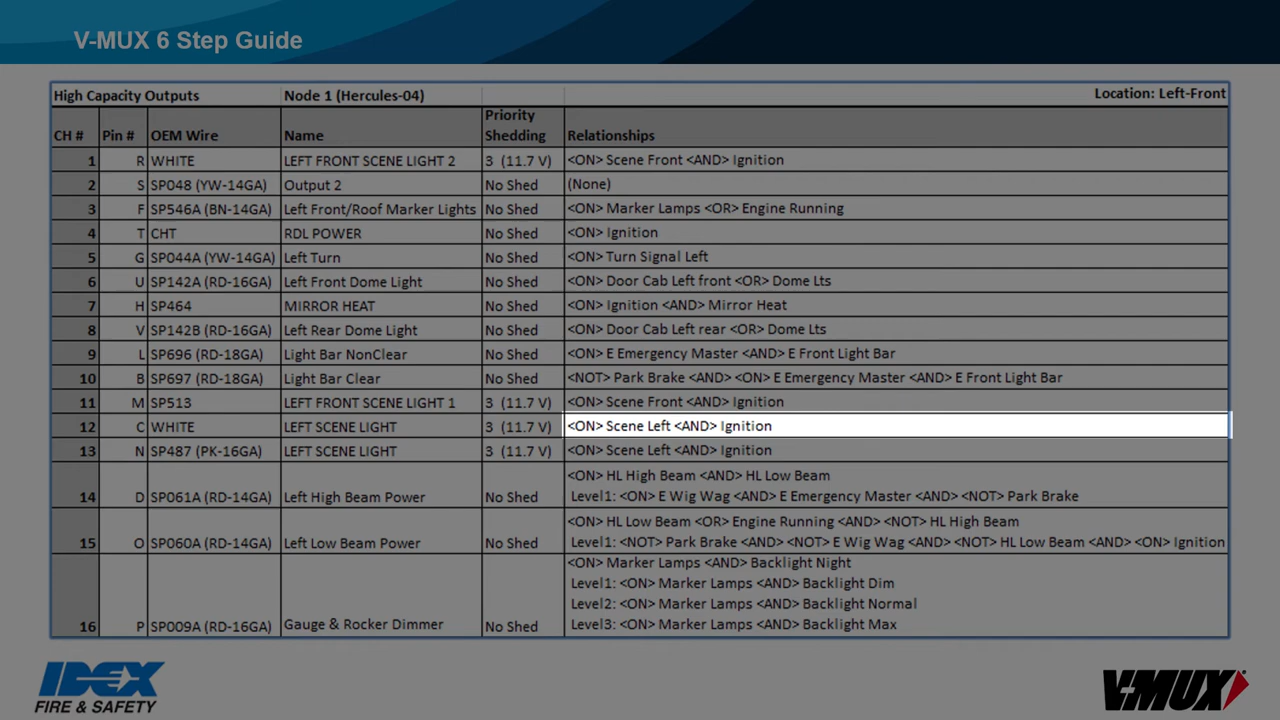 V-MUX 6 Step Guide
High Capacity Outputs Node 1 (Hercules-04) Location: Left-Front
CH # Pin # OEM Wire Name Priority Shedding Relationships
1 R WHITE LEFT FRONT SCENE LIGHT 2 3 (11.7 V) <ON> Scene Front <AND> Ignition
2 S SP048 (YW-14GA) Output 2 No Shed (None)
3 F SP546A (BN-14GA) Left Front/Roof Marker Lights No Shed <ON> Marker Lamps <OR> Engine Running
4 T CHT RDL POWER No Shed <ON> Ignition
5 G SP044A (YW-14GA) Left Turn No Shed <ON> Turn Signal Left
6 U SP142A (RD-16GA) Left Front Dome Light No Shed <ON> Door Cab Left front <OR> Dome Lts
7 H SP464 MIRROR HEAT No Shed <ON> Ignition <AND> Mirror Heat
8 V SP142B (RD-16GA) Left Rear Dome Light No Shed <ON> Door Cab Left rear <OR> Dome Lts
9 L SP696 (RD-18GA) Light Bar NonClear No Shed <ON> E Emergency Master <AND> E Front Light Bar
10 B SP697 (RD-18GA) Light Bar Clear No Shed <NOT> Park Brake <AND> <ON> E Emergency Master <AND> E Front Light Bar
11 M SP513 LEFT FRONT SCENE LIGHT 1 3 (11.7 V) <ON> Scene Front <AND> Ignition
12 C WHITE LEFT SCENE LIGHT 3 (11.7 V) <ON> Scene Left <AND> Ignition
13 N SP487 (PK-16GA) LEFT SCENE LIGHT 3 (11.7 V) <ON> Scene Left <AND> Ignition
<ON> HL High Beam <AND> HL Low Beam
14 D SP061A (RD-14GA) Left High Beam Power No Shed Level1: <ON> E Wig Wag <AND> E Emergency Master <AND> <NOT> Park Brake
<ON> HL Low Beam <OR> Engine Running <AND> <NOT> HL High Beam
15 O SP060A (RD-14GA) Left Low Beam Power No Shed Level1: <NOT> Park Brake <AND> <NOT> E Wig Wag <AND> <NOT> HL Low Beam <AND> <ON> Ignition
<ON> Marker Lamps <AND> Backlight Night
Level1: <ON> Marker Lamps <AND> Backlight Dim
Level2: <ON> Marker Lamps <AND> Backlight Normal
16 P SP009A (RD-16GA) Gauge & Rocker Dimmer No Shed Level3: <ON> Marker Lamps <AND> Backlight Max
IDEX
FIRE & SAFETY
V-MUX